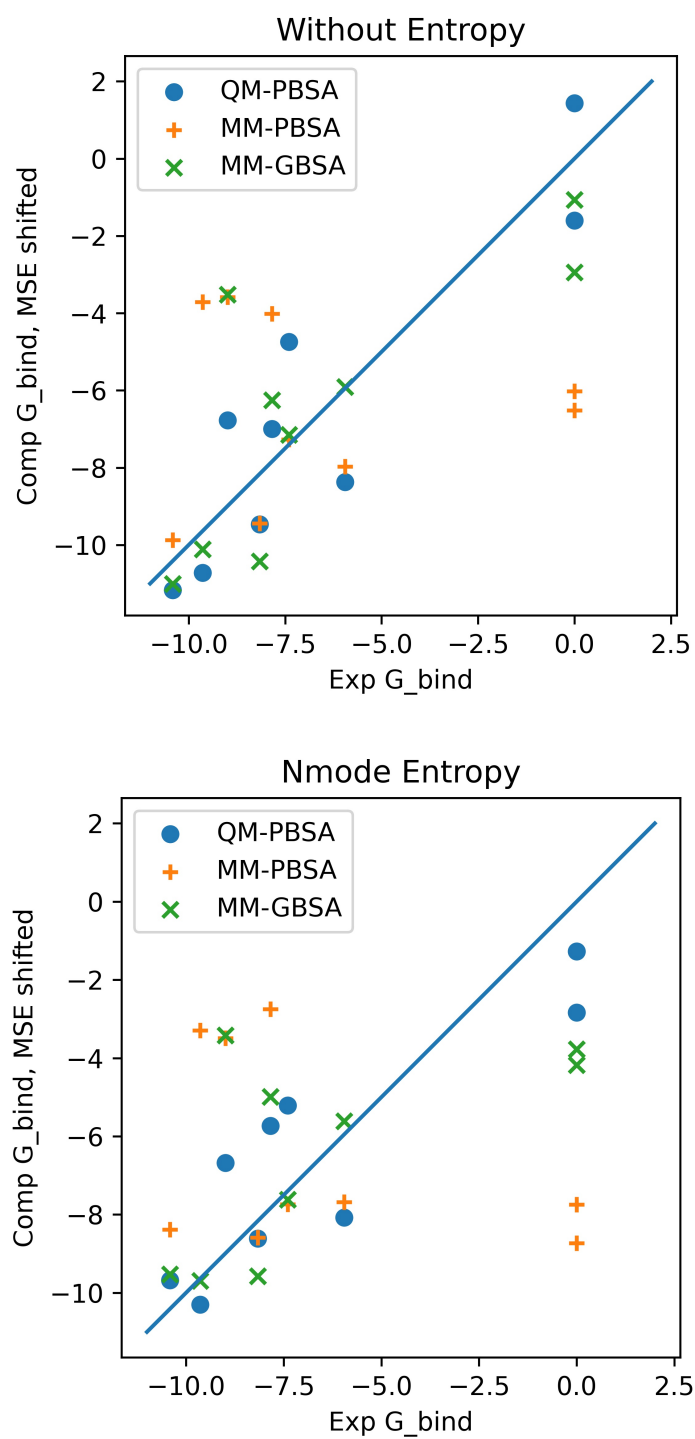 Without Entropy
QM-PBSA
MM-PBSA
MM-GBSA
2
0
−2
−4
−6
−8
−10
Comp G_bind, MSE shifted
−10.0 −7.5 −5.0 −2.5 0.0 2.5
Exp G_bind
Nmode Entropy
QM-PBSA
MM-PBSA
MM-GBSA
2
0
−2
−4
−6
−8
−10
Comp G_bind, MSE shifted
−10.0 −7.5 −5.0 −2.5 0.0 2.5
Exp G_bind